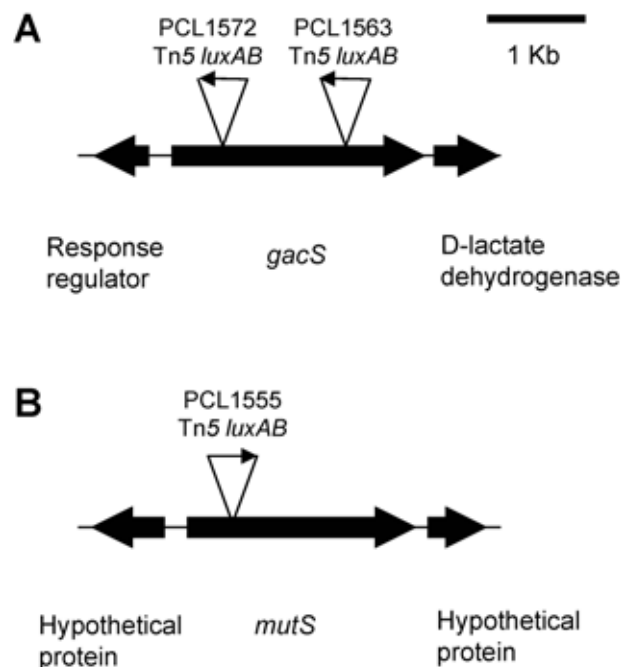 A
PCL1572
Tn5 luxAB
PCL1563
Tn5 luxAB
1 Kb
Response
regulator
gacS
D-lactate
dehydrogenase
B
PCL1555
Tn5 luxAB
Hypothetical
protein
mutS
Hypothetical
protein